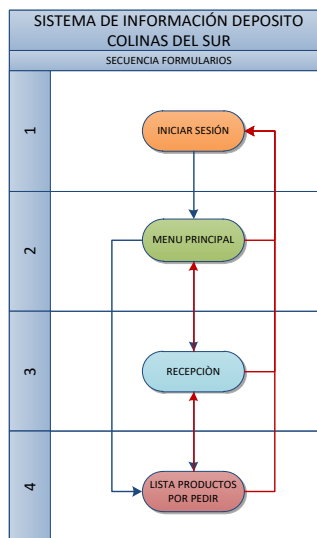 SISTEMA DE INFORMACIÓN DEPOSITO
COLINAS DEL SUR
SECUENCIA FORMULARIOS
1
INICIAR SESIÓN
2
MENU PRINCIPAL
3
RECEPCIÒN
4
LISTA PRODUCTOS
POR PEDIR